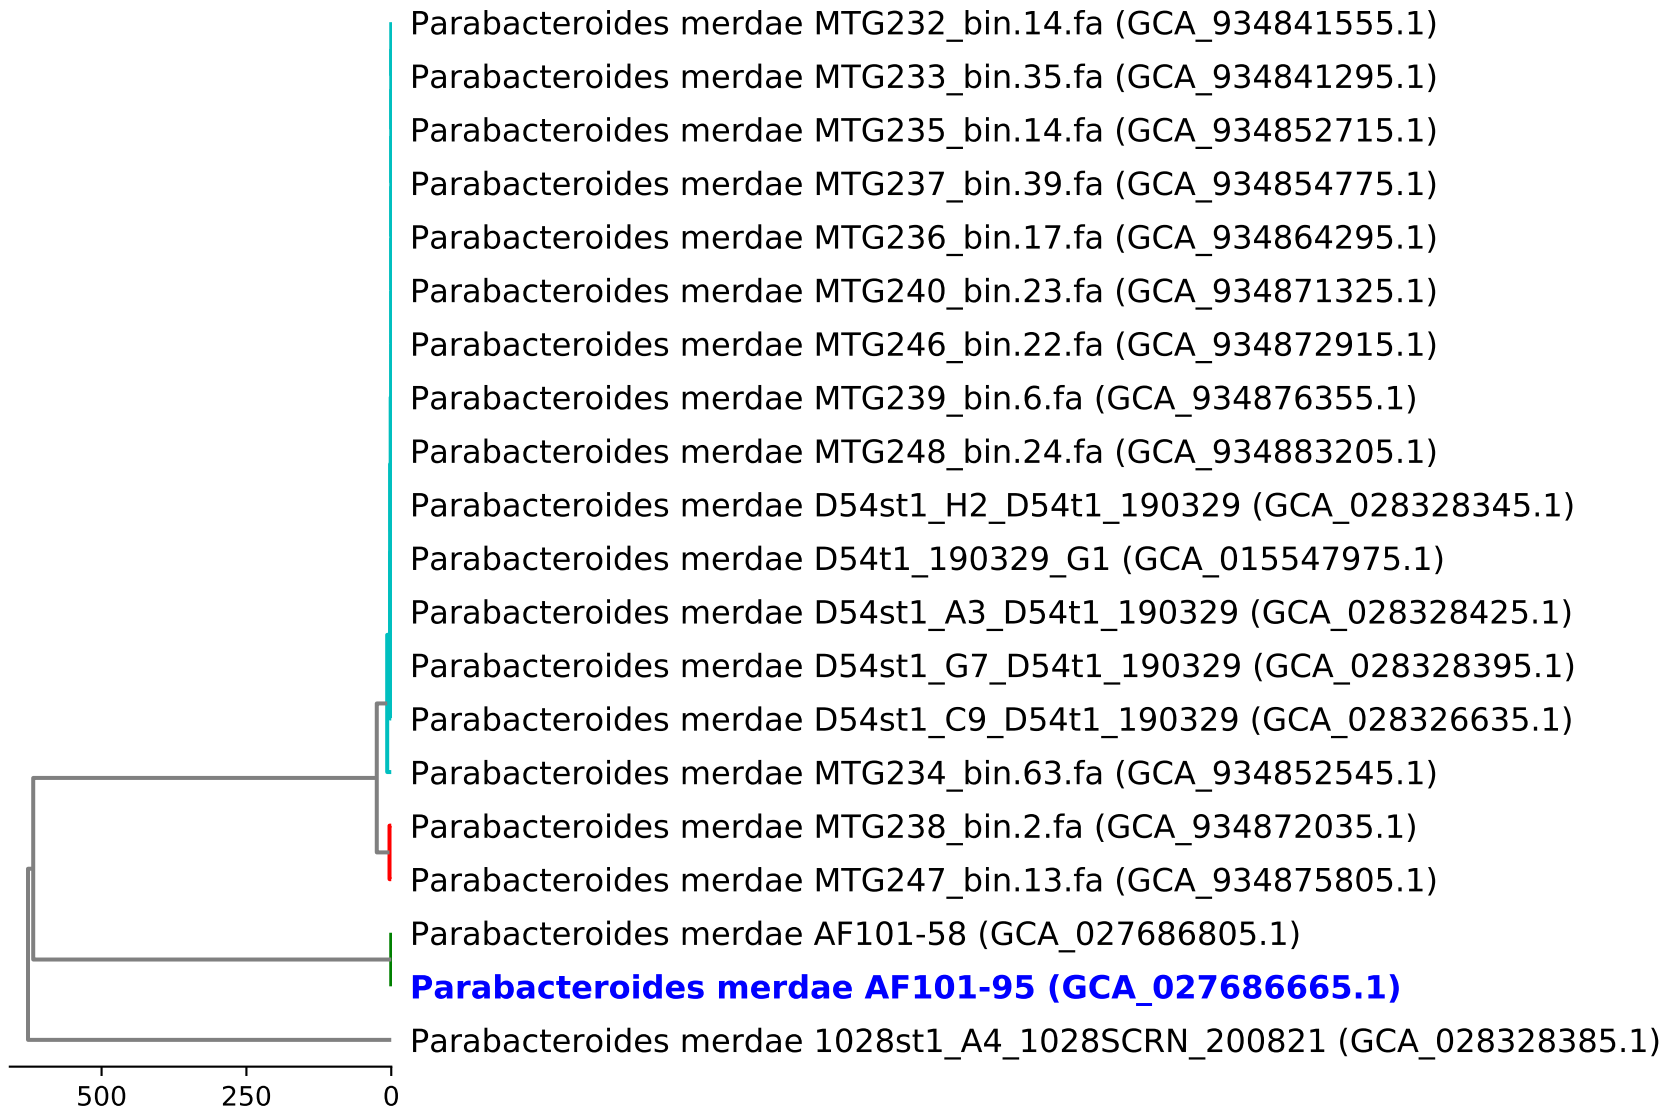 Parabacteroides merdae MTG232_bin.14.fa (GCA_934841555.1)
Parabacteroides merdae MTG233_bin.35.fa (GCA_934841295.1)
Parabacteroides merdae MTG235_bin.14.fa (GCA_934852715.1)
Parabacteroides merdae MTG237_bin.39.fa (GCA_934854775.1)
Parabacteroides merdae MTG236_bin.17.fa (GCA_934864295.1)
Parabacteroides merdae MTG240_bin.23.fa (GCA_934871325.1)
Parabacteroides merdae MTG246_bin.22.fa (GCA_934872915.1)
Parabacteroides merdae MTG239_bin.6.fa (GCA_934876355.1)
Parabacteroides merdae MTG248_bin.24.fa (GCA_934883205.1)
Parabacteroides merdae D54st1_H2_D54t1_190329 (GCA_028328345.1)
Parabacteroides merdae D54t1_190329_G1 (GCA_015547975.1)
Parabacteroides merdae D54st1_A3_D54t1_190329 (GCA_028328425.1)
Parabacteroides merdae D54st1_G7_D54t1_190329 (GCA_028328395.1)
Parabacteroides merdae D54st1_C9_D54t1_190329 (GCA_028326635.1)
Parabacteroides merdae MTG234_bin.63.fa (GCA_934852545.1)
Parabacteroides merdae MTG238_bin.2.fa (GCA_934872035.1)
Parabacteroides merdae MTG247_bin.13.fa (GCA_934875805.1)
Parabacteroides merdae AF101-58 (GCA_027686805.1)
Parabacteroides merdae AF101-95 (GCA_027686665.1)
Parabacteroides merdae 1028st1_A4_1028SCRN_200821 (GCA_028328385.1)
500 250 0